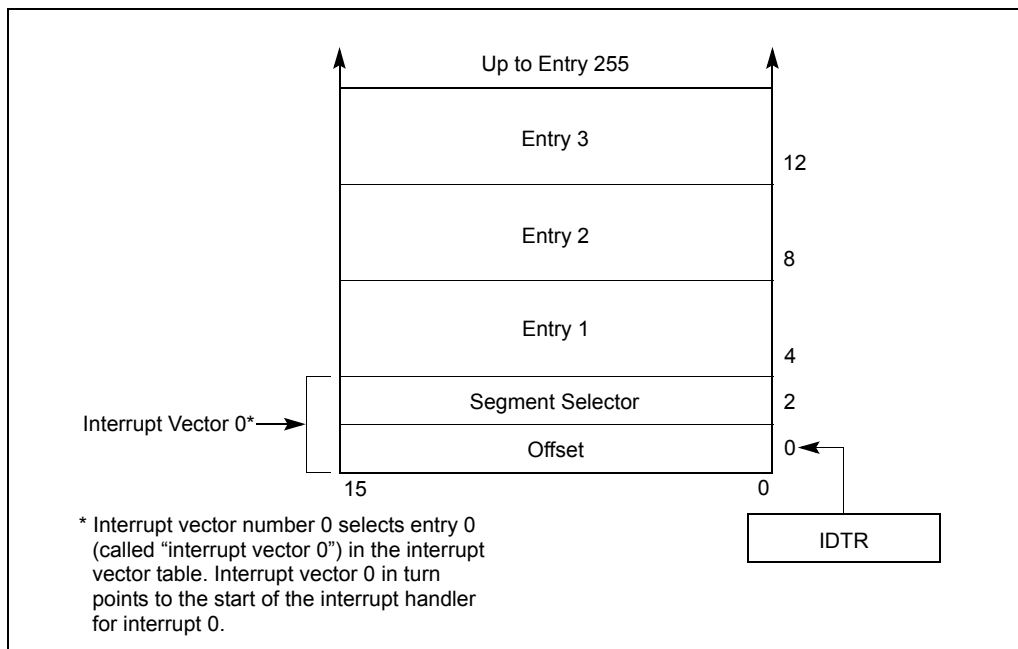 Up to Entry 255
Entry 3
12
Entry 2
8
Entry 1
4
Segment Selector
2
Interrupt Vector 0*
Offset
0
15
0
* Interrupt vector number 0 selects entry 0
(called “interrupt vector 0”) in the interrupt
vector table. Interrupt vector 0 in turn
points to the start of the interrupt handler
for interrupt 0.
IDTR